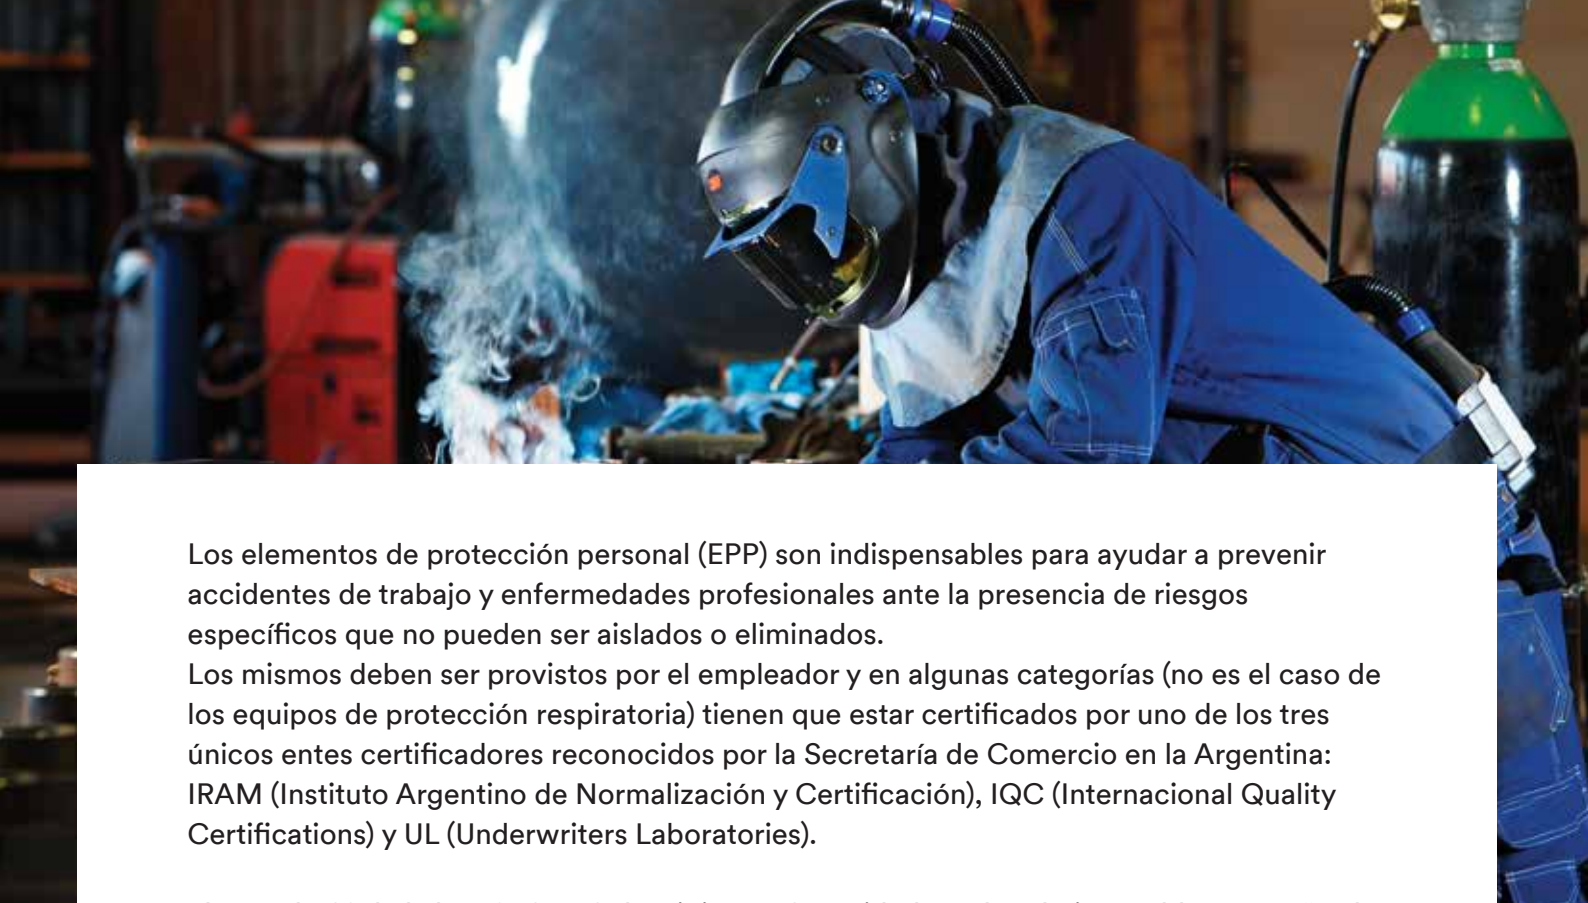 Los elementos de protección personal (EPP) son indispensables para ayudar a prevenir
accidentes de trabajo y enfermedades profesionales ante la presencia de riesgos
específicos que no pueden ser aislados o eliminados.
Los mismos deben ser provistos por el empleador y en algunas categorías (no es el caso de
los equipos de protección respiratoria) tienen que estar certificados por uno de los tres
únicos entes certificadores reconocidos por la Secretaría de Comercio en la Argentina:
IRAM (Instituto Argentino de Normalización y Certificación), IQC (Internacional Quality
Certifications) y UL (Underwriters Laboratories).